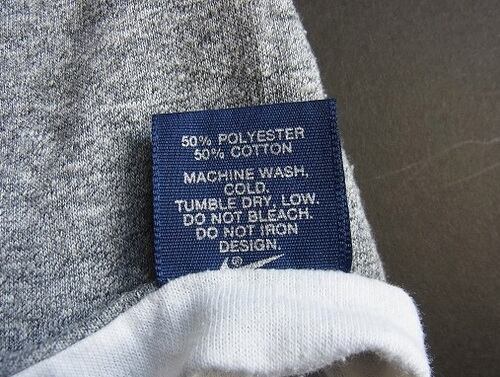 50% POLYESTER
50% COTTON
MACHINE WASH,
COLD.
TUMBLE DRY, LOW.
DO NOT BLEACH.
DO NOT IRON
DESIGN.
®